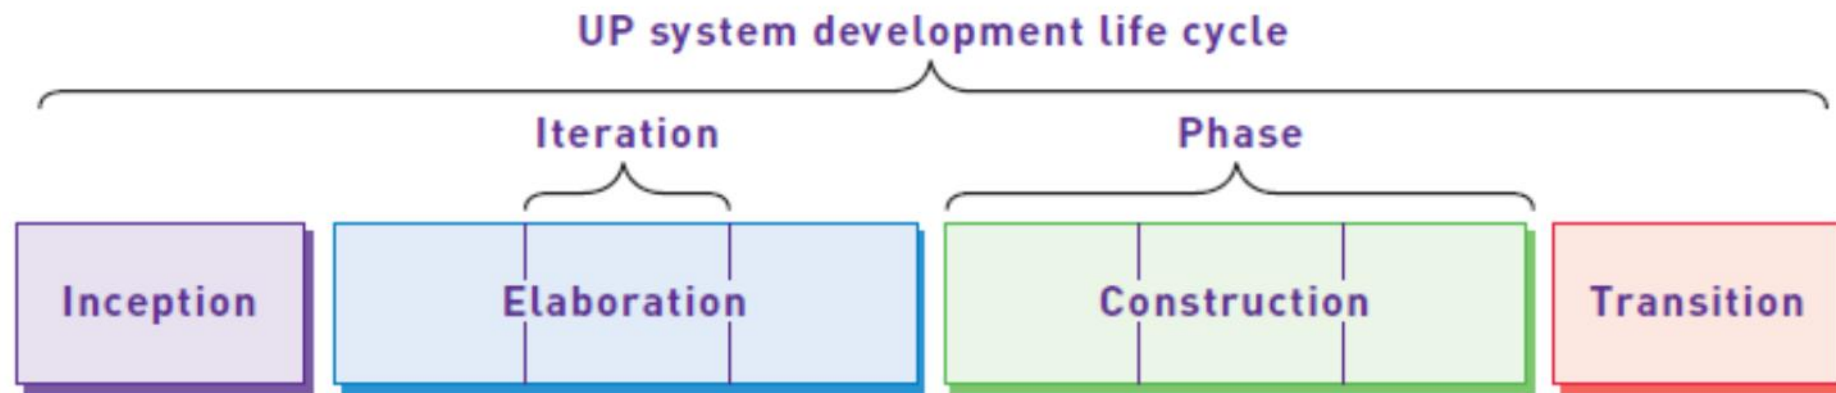 UP system development life cycle
Iteration
Phase
Inception
Elaboration
Construction
Transition